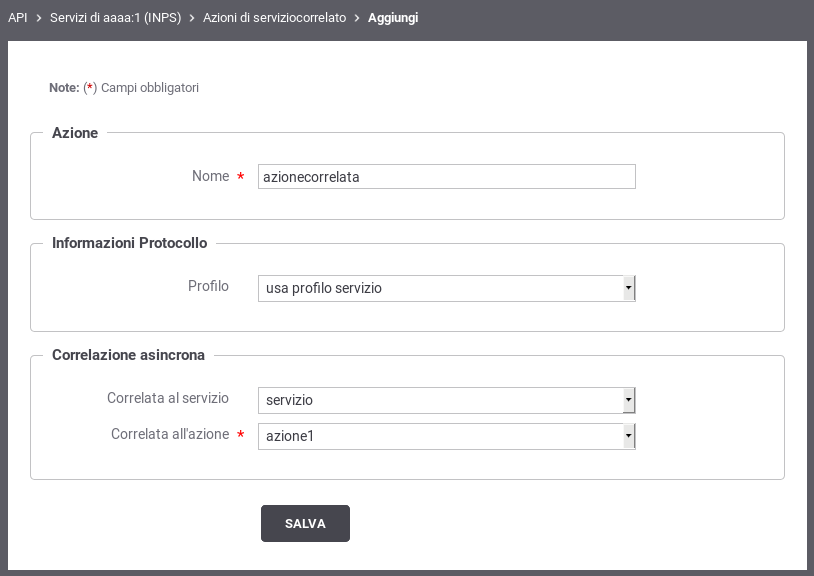 API > Servizi di aaaa:1 (INPS) > Azioni di serviziocorrelato > Aggiungi
Note: (*) Campi obbligatori
Azione
Nome * azionecorrelata
Informazioni Protocollo
Profilo usa profilo servizio
Correlazione asincrona
Correlata al servizio servizio
Correlata all'azione * azione1
SALVA